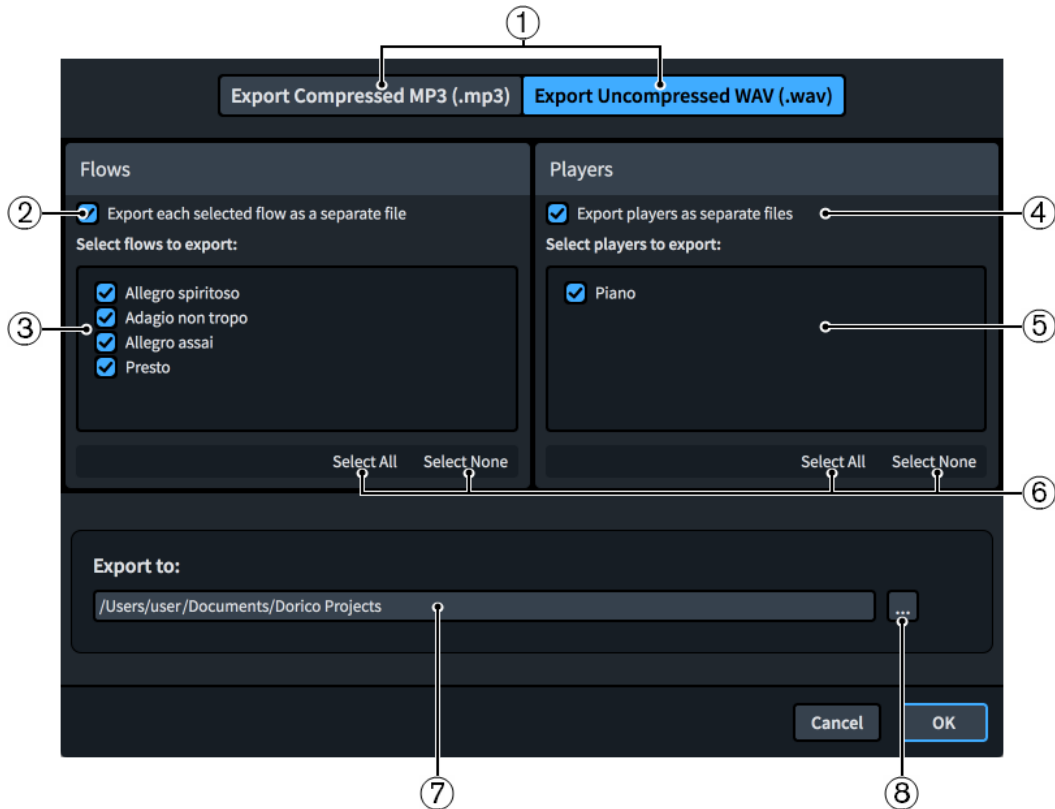 ①
Export Compressed MP3 (.mp3) Export Uncompressed WAV (.wav)
Flows
② Export each selected flow as a separate file
Select flows to export:
Allegro spiritoso
Adagio non tropo
③ Allegro assai
Presto
Select All Select None
Players
Export players as separate files ④
Select players to export:
Piano
⑤
Select All Select None
⑥
Export to:
/Users/user/Documents/Dorico Projects ...
Cancel OK
⑦ ⑧